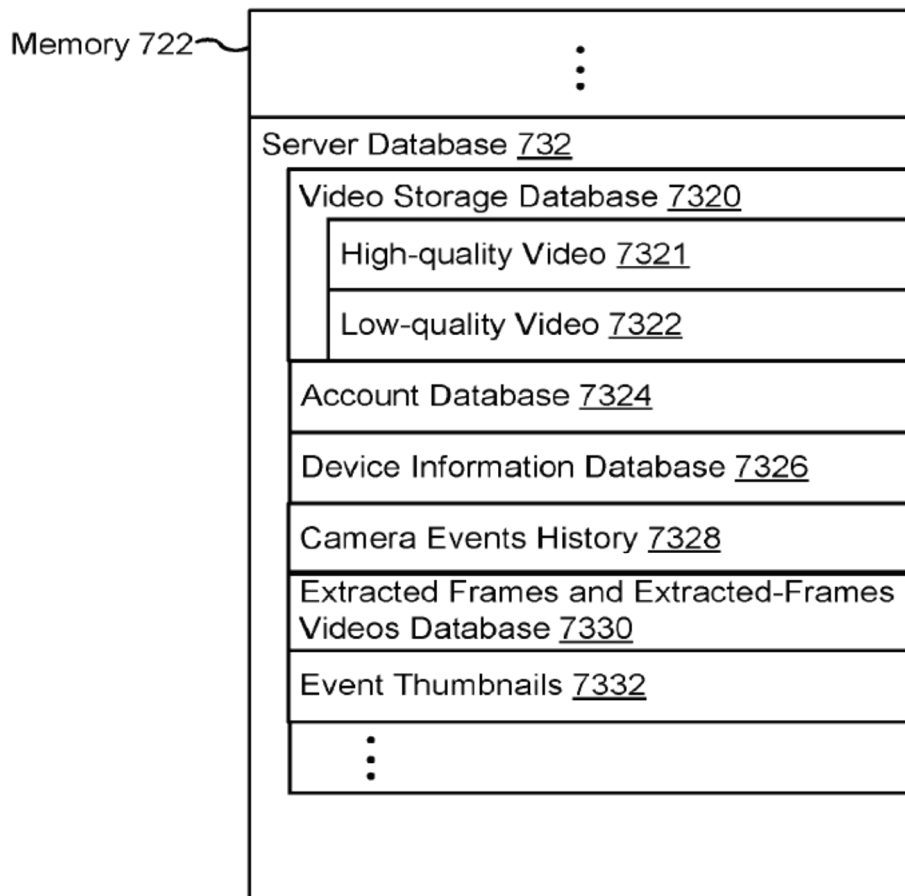 Memory 722
Server Database 732
Video Storage Database 7320
High-quality Video 7321
Low-quality Video 7322
Account Database 7324
Device Information Database 7326
Camera Events History 7328
Extracted Frames and Extracted-Frames
Videos Database 7330
Event Thumbnails 7332